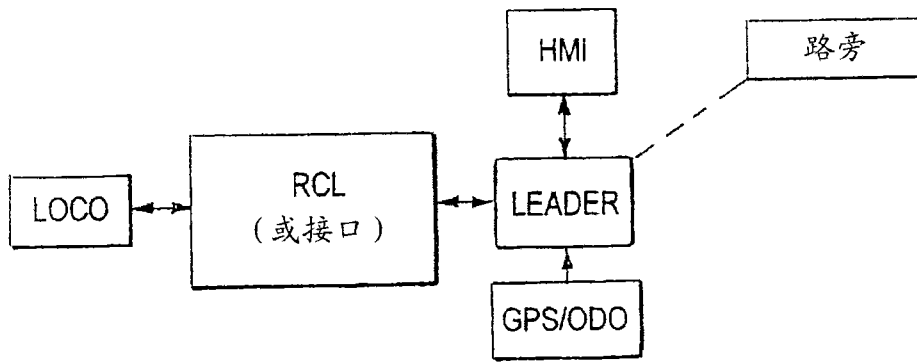 HMI
路旁
LOCO
RCL
(或接口)
LEADER
GPS/ODO